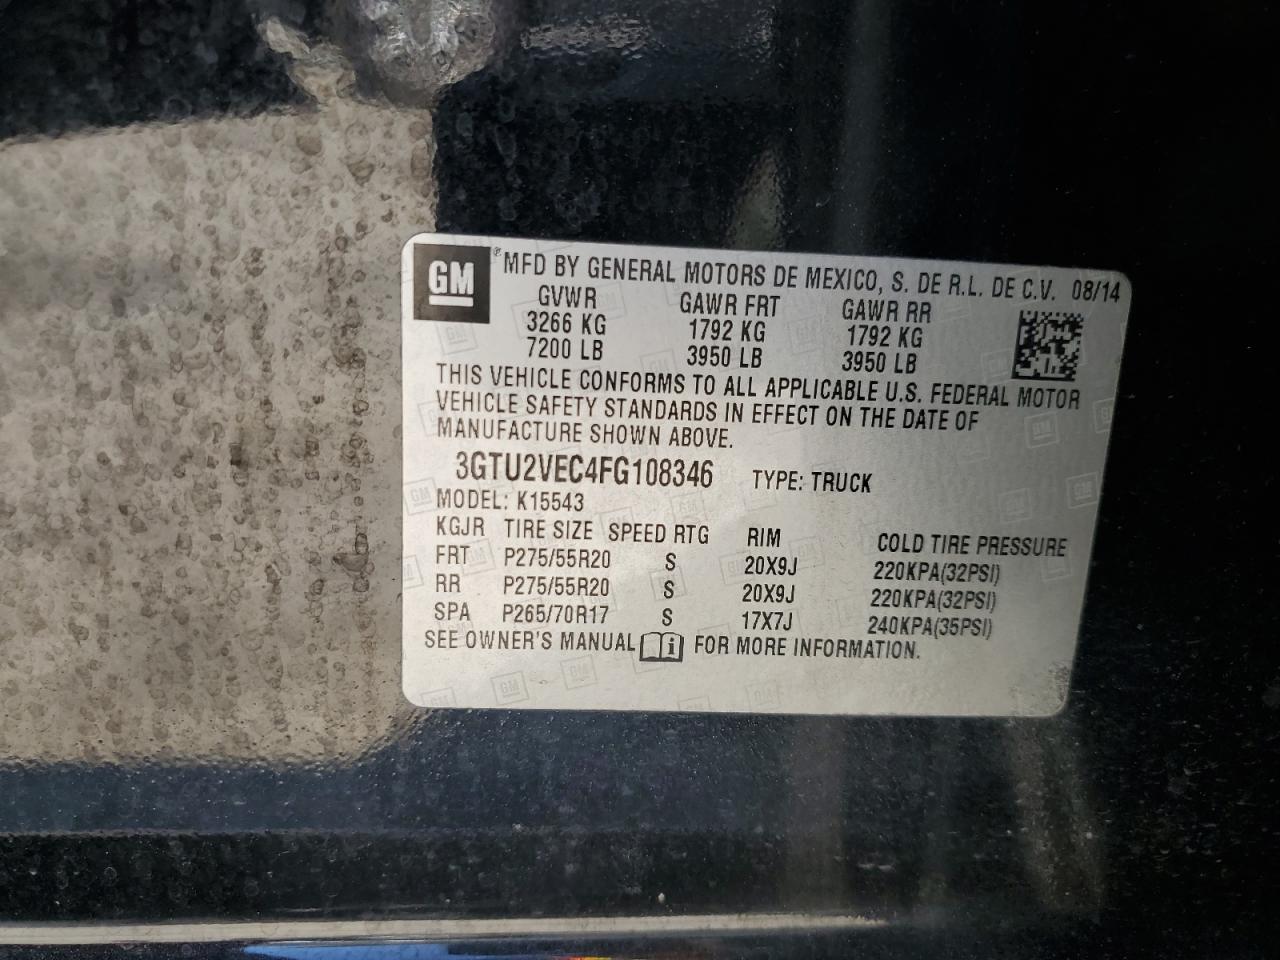 GM ® MFD BY GENERAL MOTORS DE MEXICO, S. DE R.L. DE C.V. 08/14
GVWR GAWR FRT GAWR RR
3266 KG 1792 KG 1792 KG
7200 LB 3950 LB 3950 LB
THIS VEHICLE CONFORMS TO ALL APPLICABLE U.S. FEDERAL MOTOR
VEHICLE SAFETY STANDARDS IN EFFECT ON THE DATE OF
MANUFACTURE SHOWN ABOVE.
3GTU2VEC4FG108346 TYPE: TRUCK
MODEL: K15543
KGJR TIRE SIZE SPEED RTG RIM COLD TIRE PRESSURE
FRT P275/55R20 S 20X9J 220KPA(32PSI)
RR P275/55R20 S 20X9J 220KPA(32PSI)
SPA P265/70R17 S 17X7J 240KPA(35PSI)
SEE OWNER'S MANUAL i FOR MORE INFORMATION.